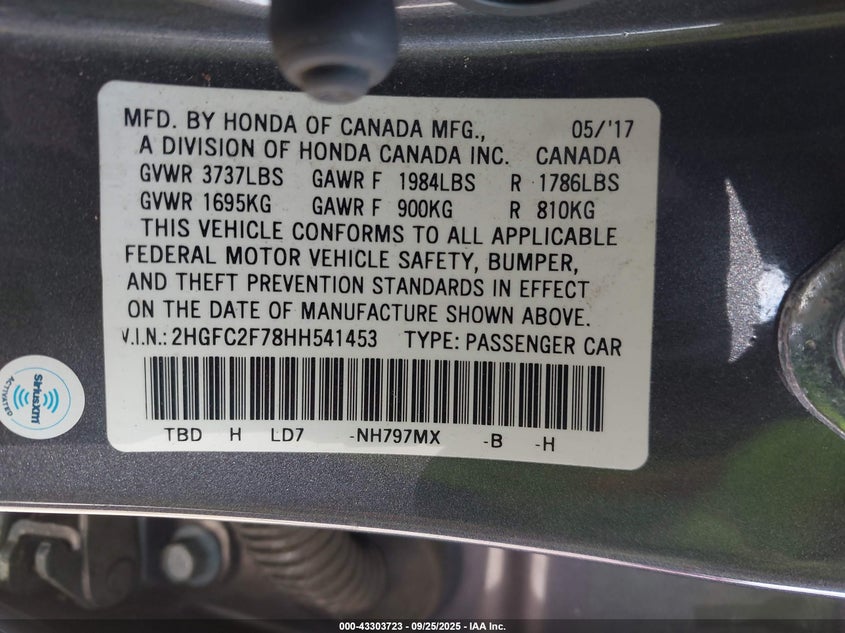 MFD. BY HONDA OF CANADA MFG., 05/'17
A DIVISION OF HONDA CANADA INC. CANADA
GVWR 3737LBS GAWR F 1984LBS R 1786LBS
GVWR 1695KG GAWR F 900KG R 810KG
THIS VEHICLE CONFORMS TO ALL APPLICABLE
FEDERAL MOTOR VEHICLE SAFETY, BUMPER,
AND THEFT PREVENTION STANDARDS IN EFFECT
ON THE DATE OF MANUFACTURE SHOWN ABOVE.
V.I.N.: 2HGFC2F78HH541453 TYPE: PASSENGER CAR
TBD H LD7 -NH797MX -B -H
SiriusXM
ACTIVATED
000-43303723 - 09/25/2025 - IAA Inc.